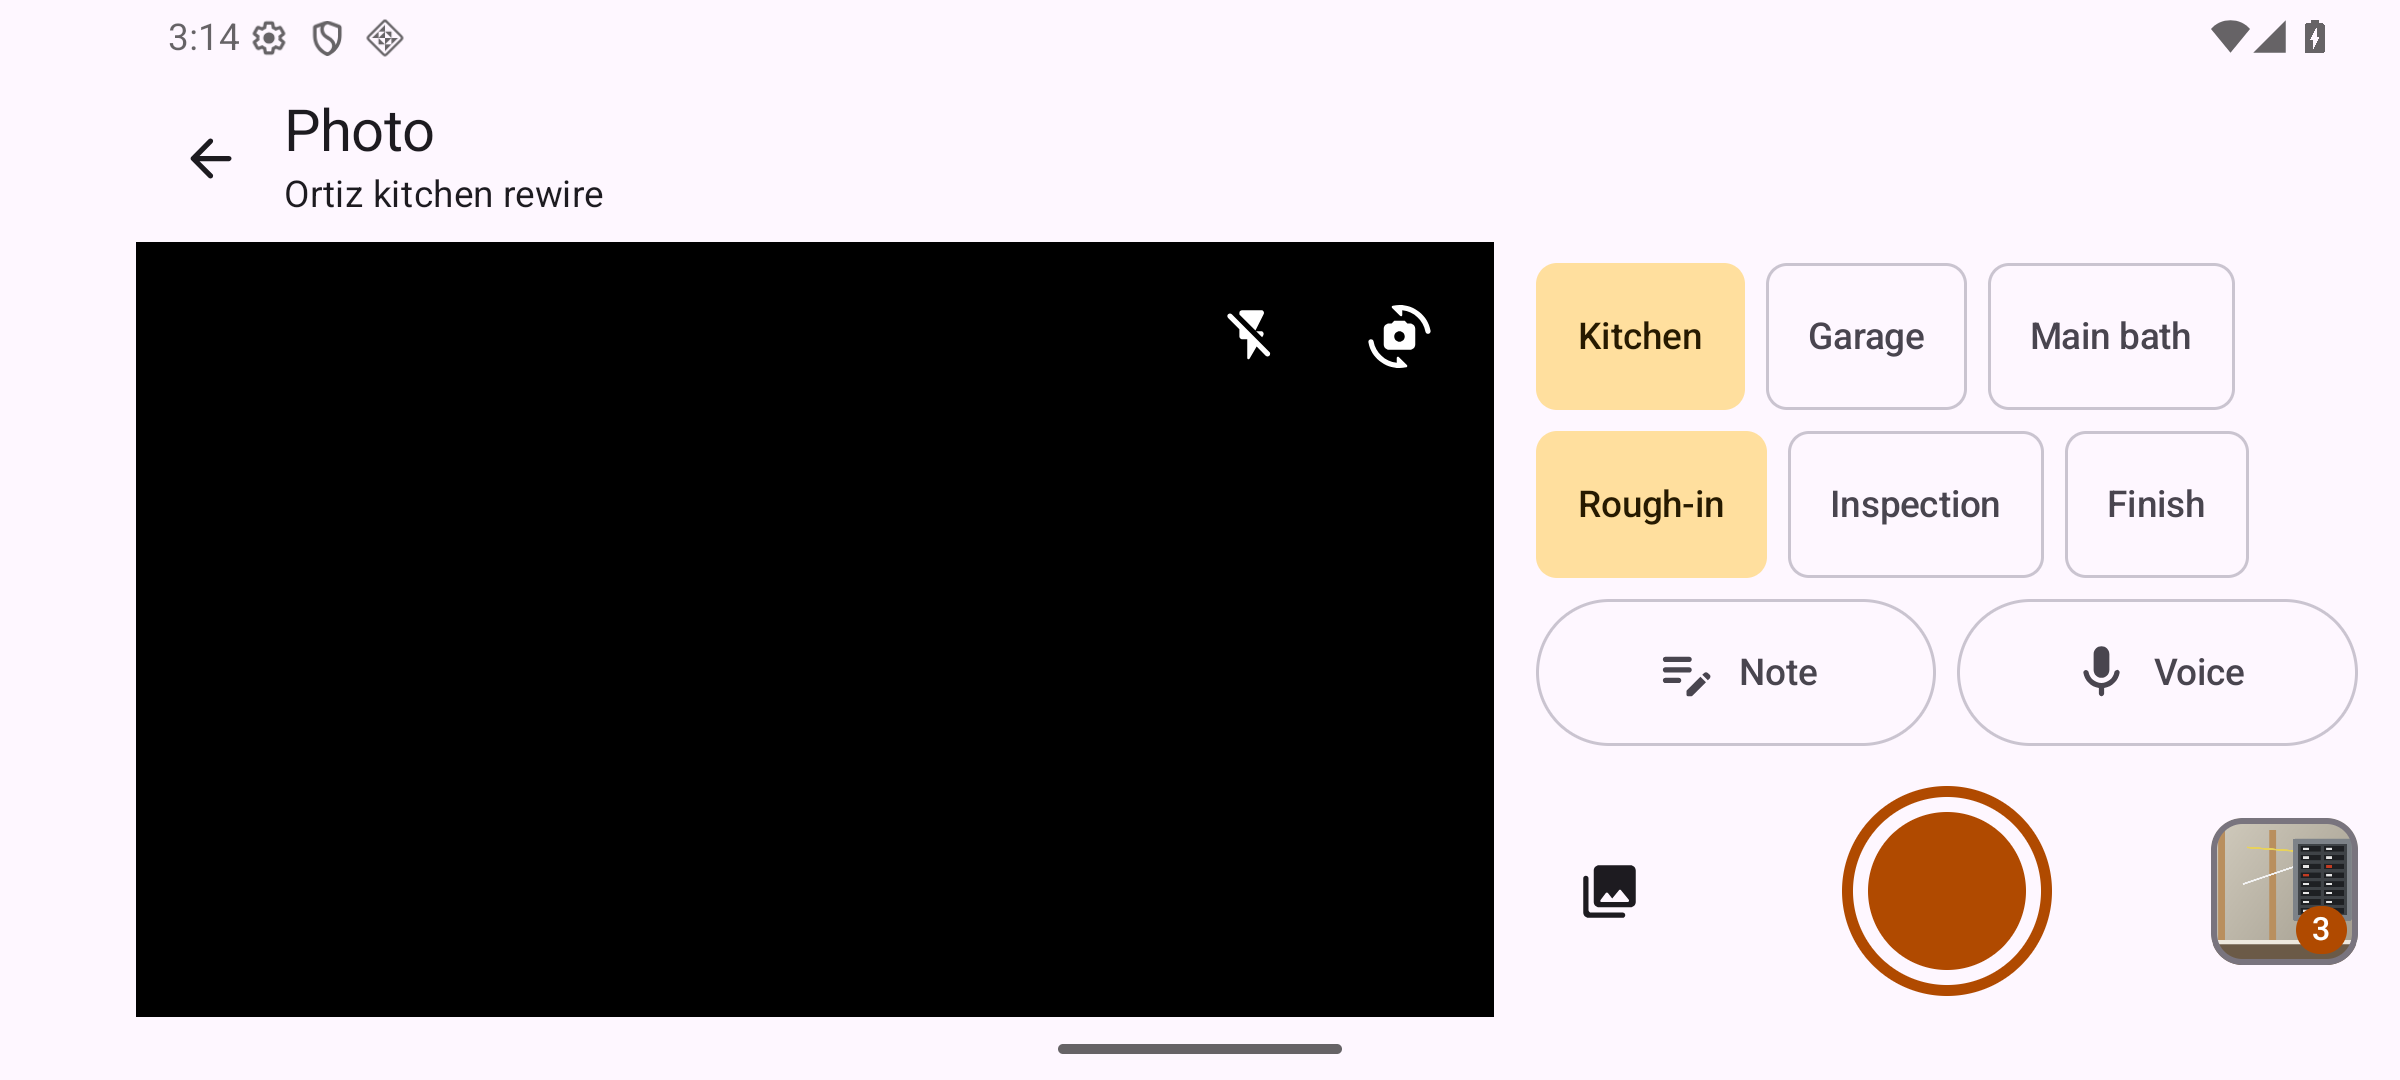 3:14
Photo
Ortiz kitchen rewire
Kitchen
Garage
Main bath
Rough-in
Inspection
Finish
Note
Voice
3